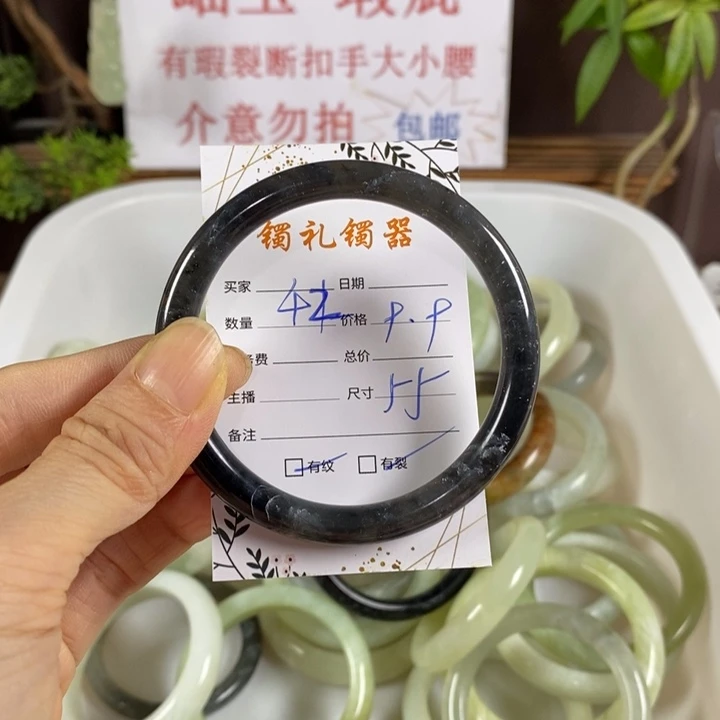 岫玉 瑕疵
有瑕裂断扣手大小腰
介意勿拍 包邮
镯礼镯器
买家 日期
数量 42 价格 9.9
费 总价
主播 尺寸 55
备注
有纹 有裂